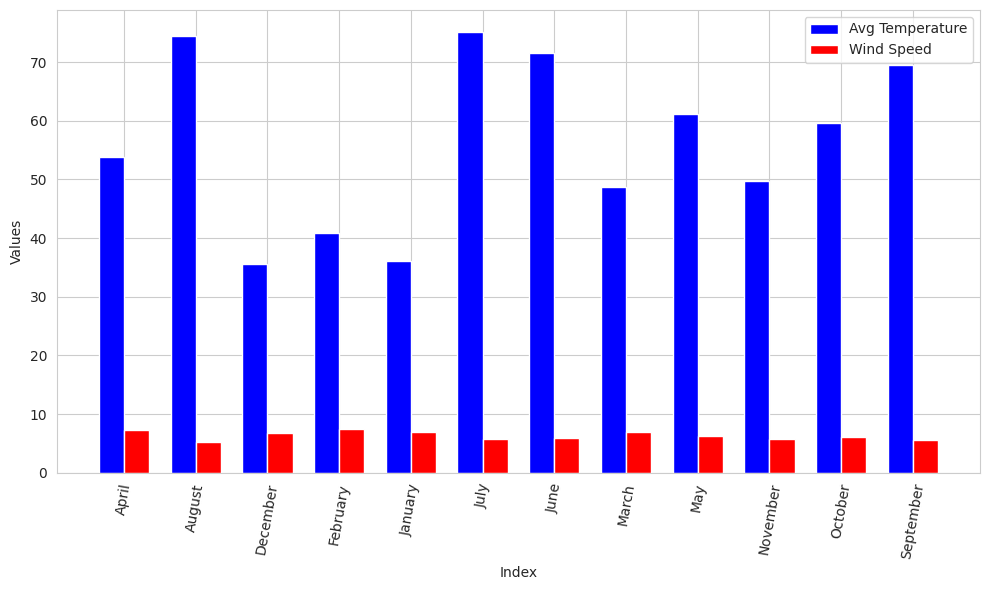 Avg Temperature
Wind Speed
Values
70
60
50
40
30
20
10
0
April
August
December
February
January
July
June
March
May
November
October
September
Index